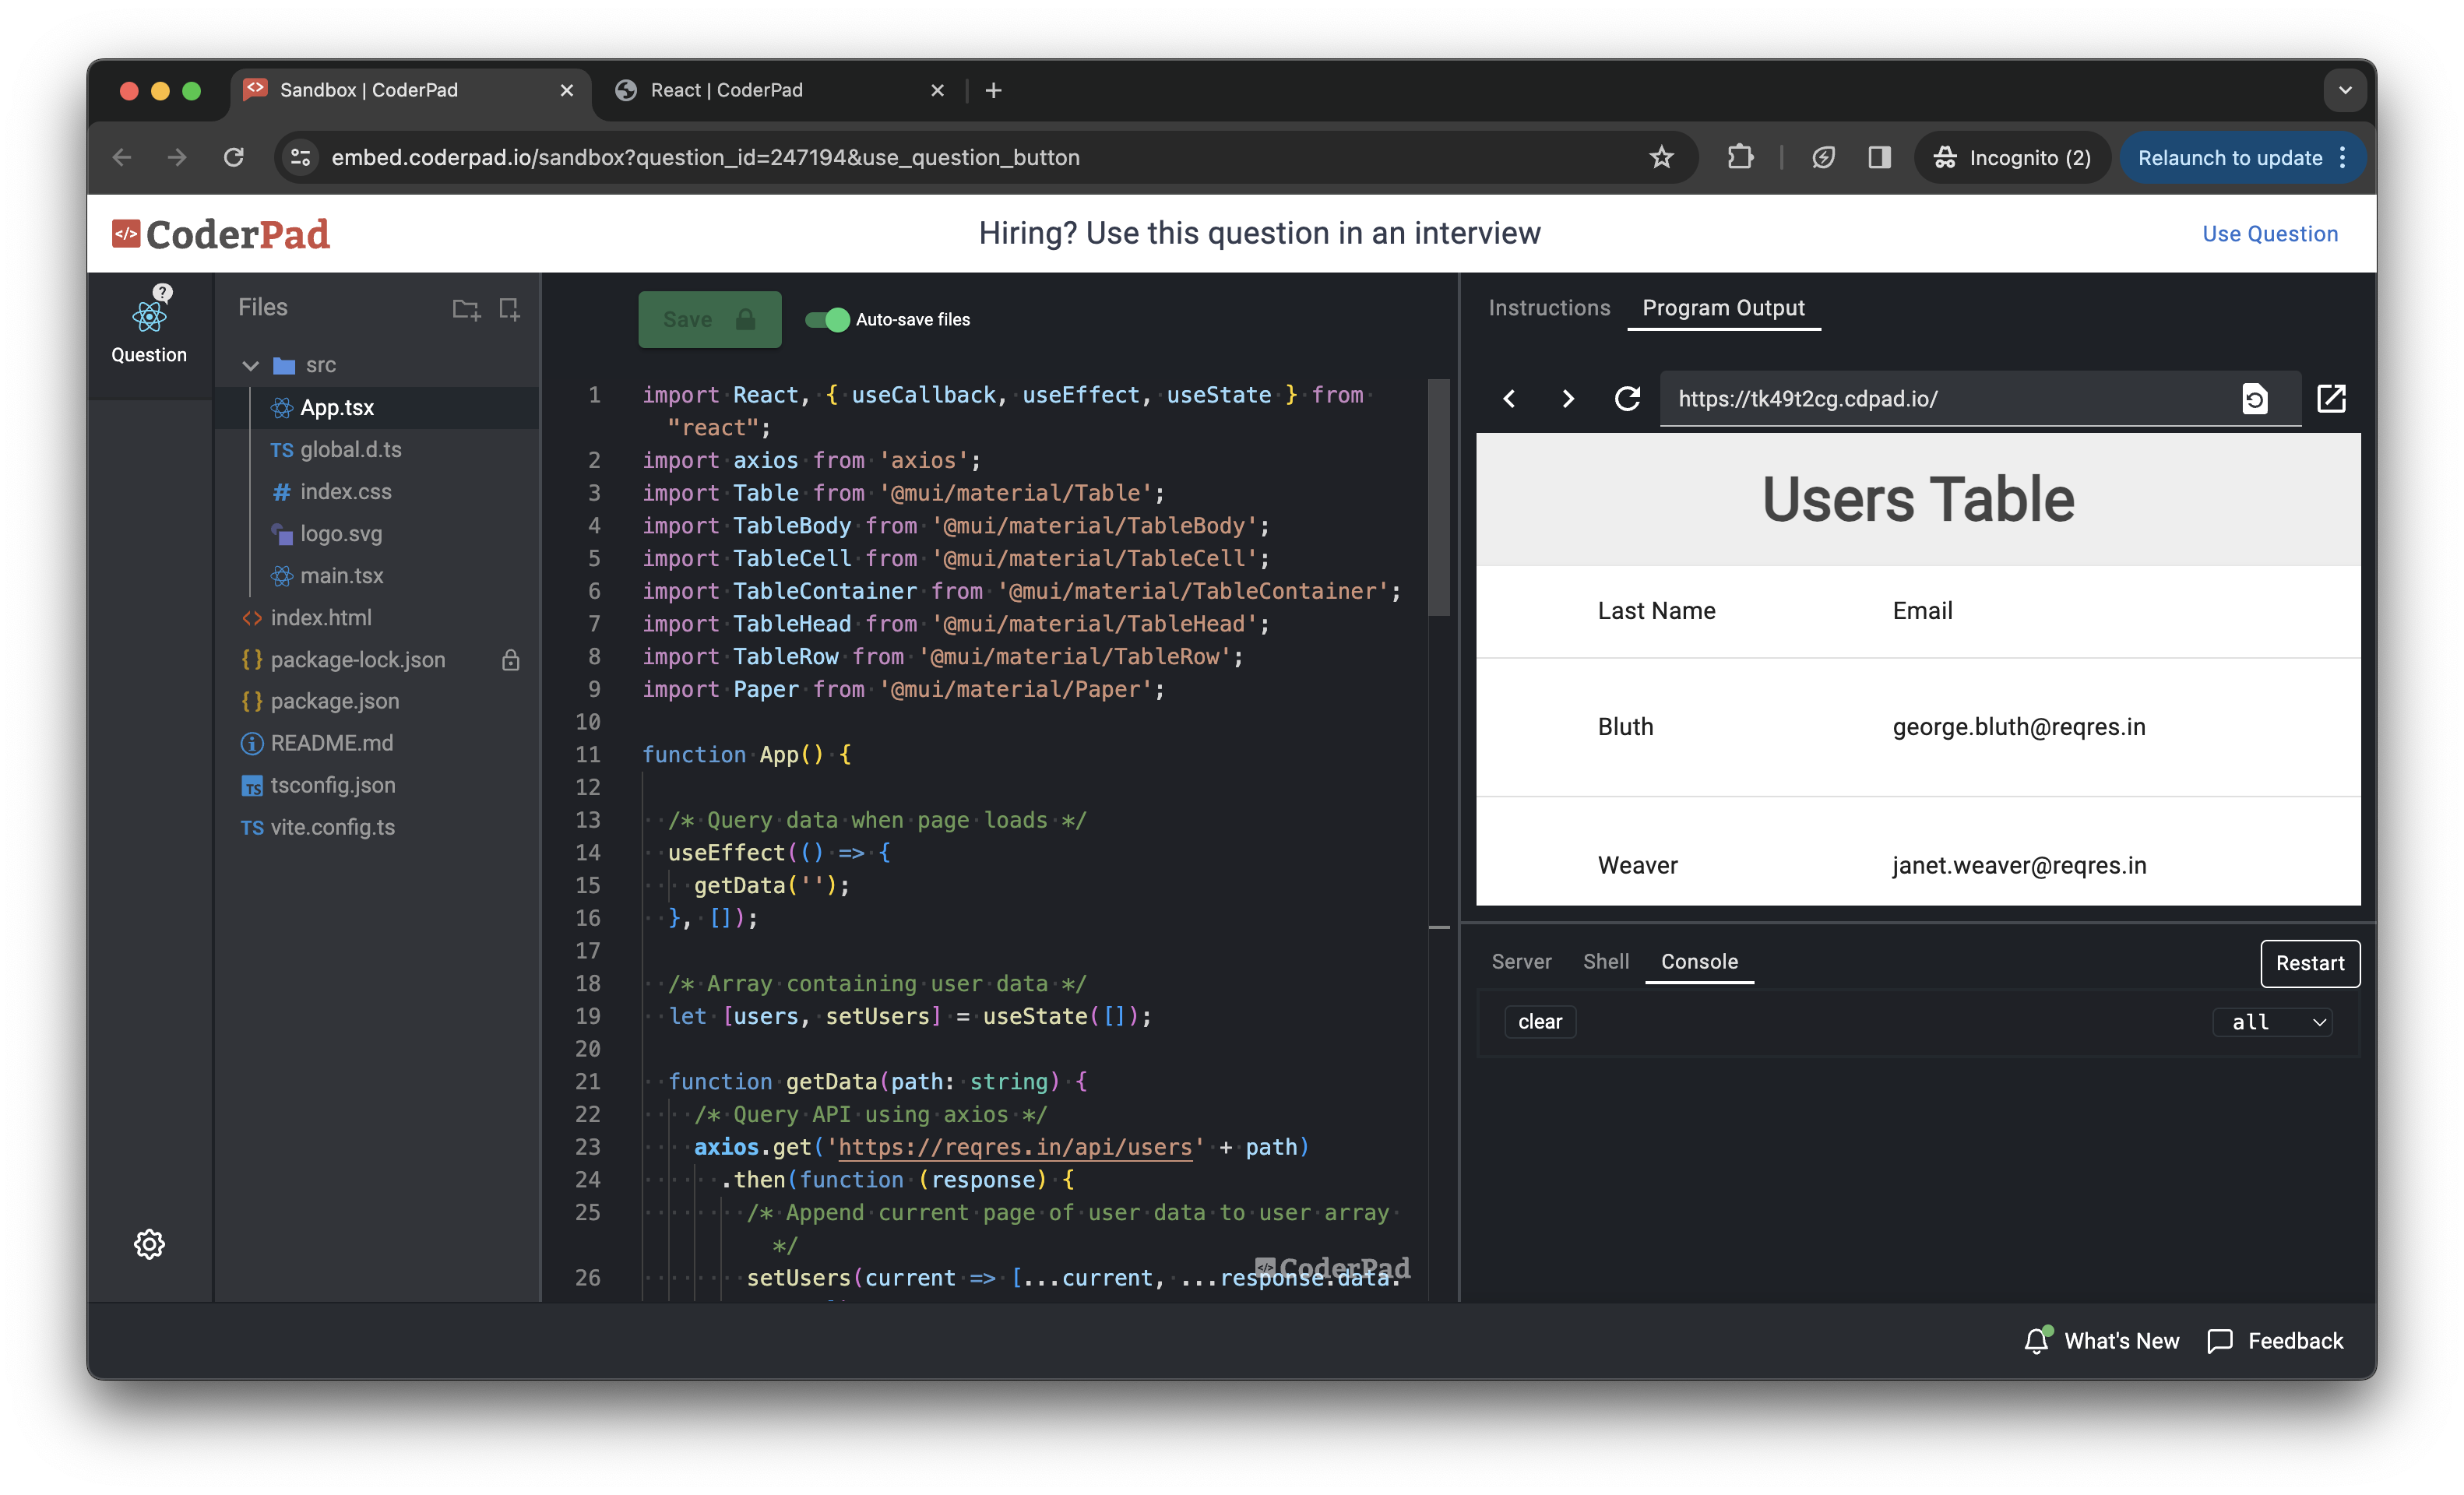 Sandbox | CoderPad
React | CoderPad
embed.coderpad.io/sandbox?question_id=247194&use_question_button
Incognito (2)
Relaunch to update
CoderPad
Hiring? Use this question in an interview
Use Question
Question
Files
src
App.tsx
TS global.d.ts
# index.css
logo.svg
main.tsx
<> index.html
{} package-lock.json
{} package.json
README.md
TS tsconfig.json
TS vite.config.ts
Save
Auto-save files
1 import React, { useCallback, useEffect, useState } from
"react";
2 import axios from 'axios';
3 import Table from '@mui/material/Table';
4 import TableBody from '@mui/material/TableBody';
5 import TableCell from '@mui/material/TableCell';
6 import TableContainer from '@mui/material/TableContainer';
7 import TableHead from '@mui/material/TableHead';
8 import TableRow from '@mui/material/TableRow';
9 import Paper from '@mui/material/Paper';
10
11 function App() {
12
13 /* Query data when page loads */
14 useEffect(() => {
15 getData('');
16 }, []);
17
18 /* Array containing user data */
19 let [users, setUsers] = useState([]);
20
21 function getData(path: string) {
22 /* Query API using axios */
23 axios.get('https://reqres.in/api/users' + path)
24 .then(function (response) {
25 /* Append current page of user data to user array
*/
26 setUsers(current => [...current, ...response.data.
CoderPad
Instructions
Program Output
https://tk49t2cg.cdpad.io/
Users Table
Last Name Email
Bluth george.bluth@reqres.in
Weaver janet.weaver@reqres.in
Server Shell Console
Restart
clear
all
What's New
Feedback